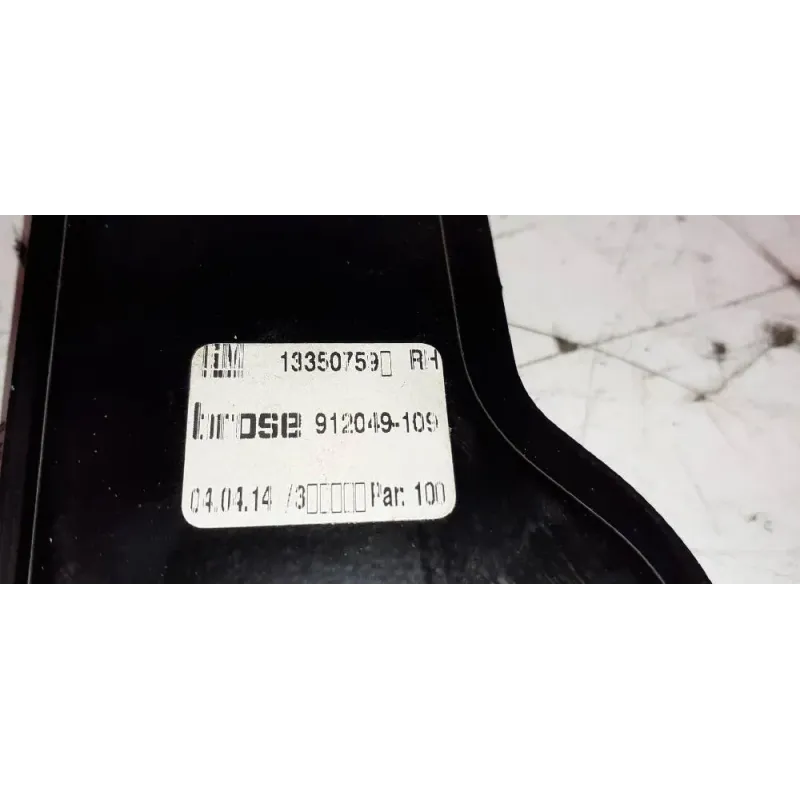 GM 13350759▯ RH
brose 912049-109
04.04.14 /3▯▯▯▯▯ Par: 100